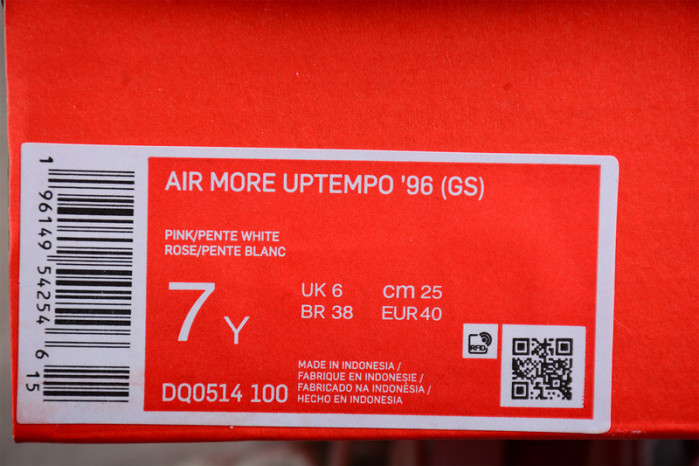 AIR MORE UPTEMPO '96 (GS)
PINK/PENTE WHITE
ROSE/PENTE BLANC
7 Y
UK 6 cm 25
BR 38 EUR 40
RFID
DQ0514 100
MADE IN INDONESIA /
FABRIQUE EN INDONESIE /
FABRICADO NA INDONÉSIA /
HECHO EN INDONESIA
1 96149 54254 6 15